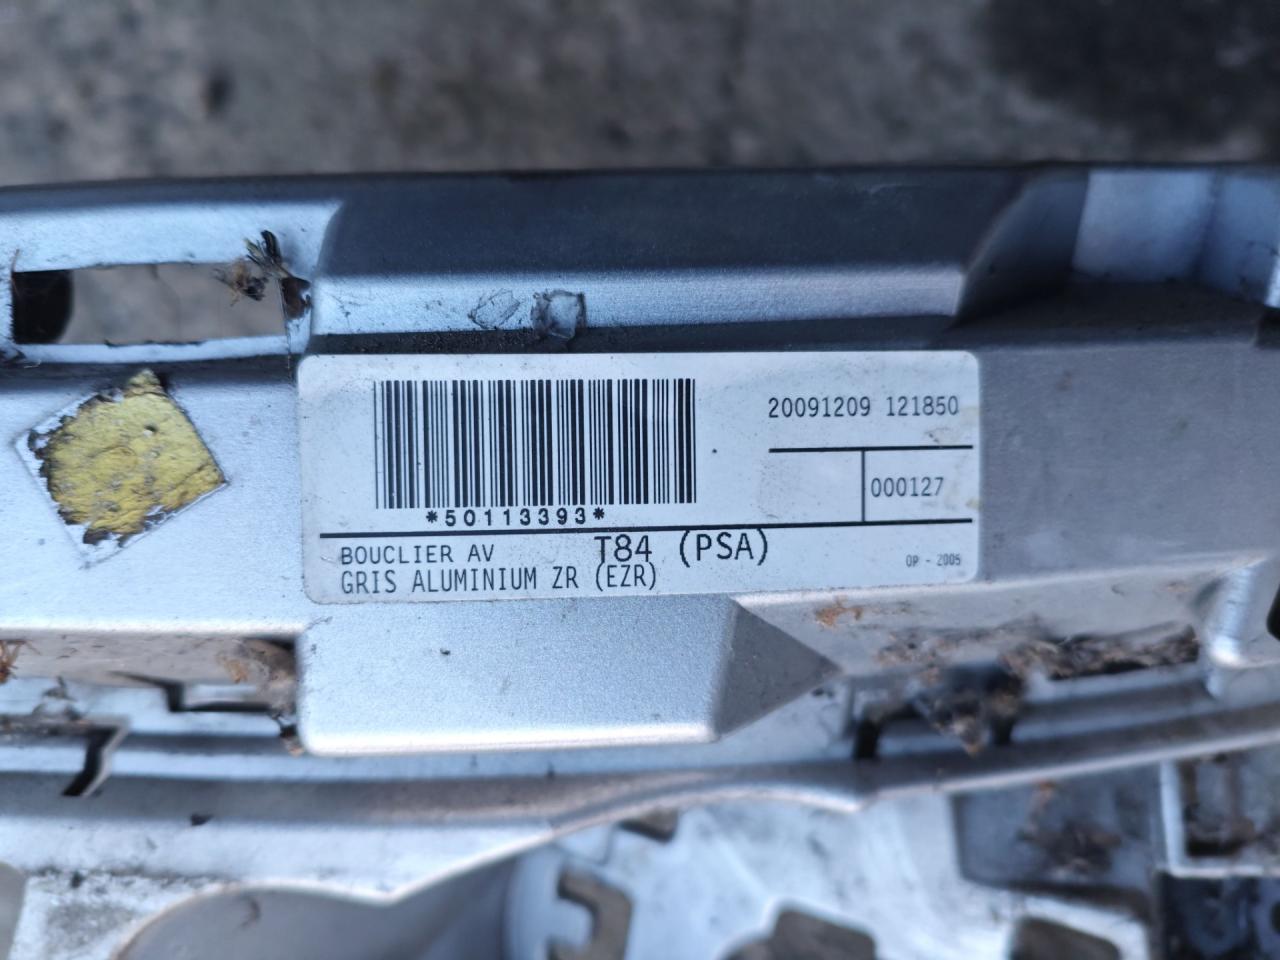 20091209 121850
000127
*50113393*
BOUCLIER AV T84 (PSA)
GRIS ALUMINIUM ZR (EZR)
OP - 2005